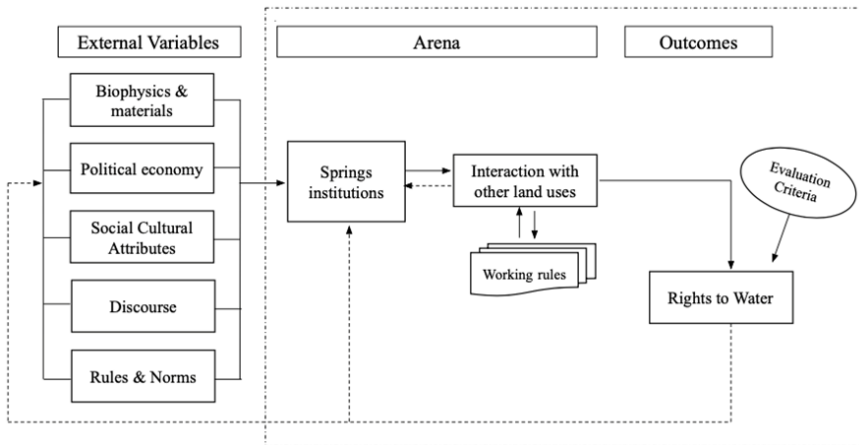 External Variables
Arena
Outcomes
Biophysics &
materials
Political economy
Social Cultural
Attributes
Discourse
Rules & Norms
Springs
institutions
Interaction with
other land uses
Working rules
Evaluation
Criteria
Rights to Water